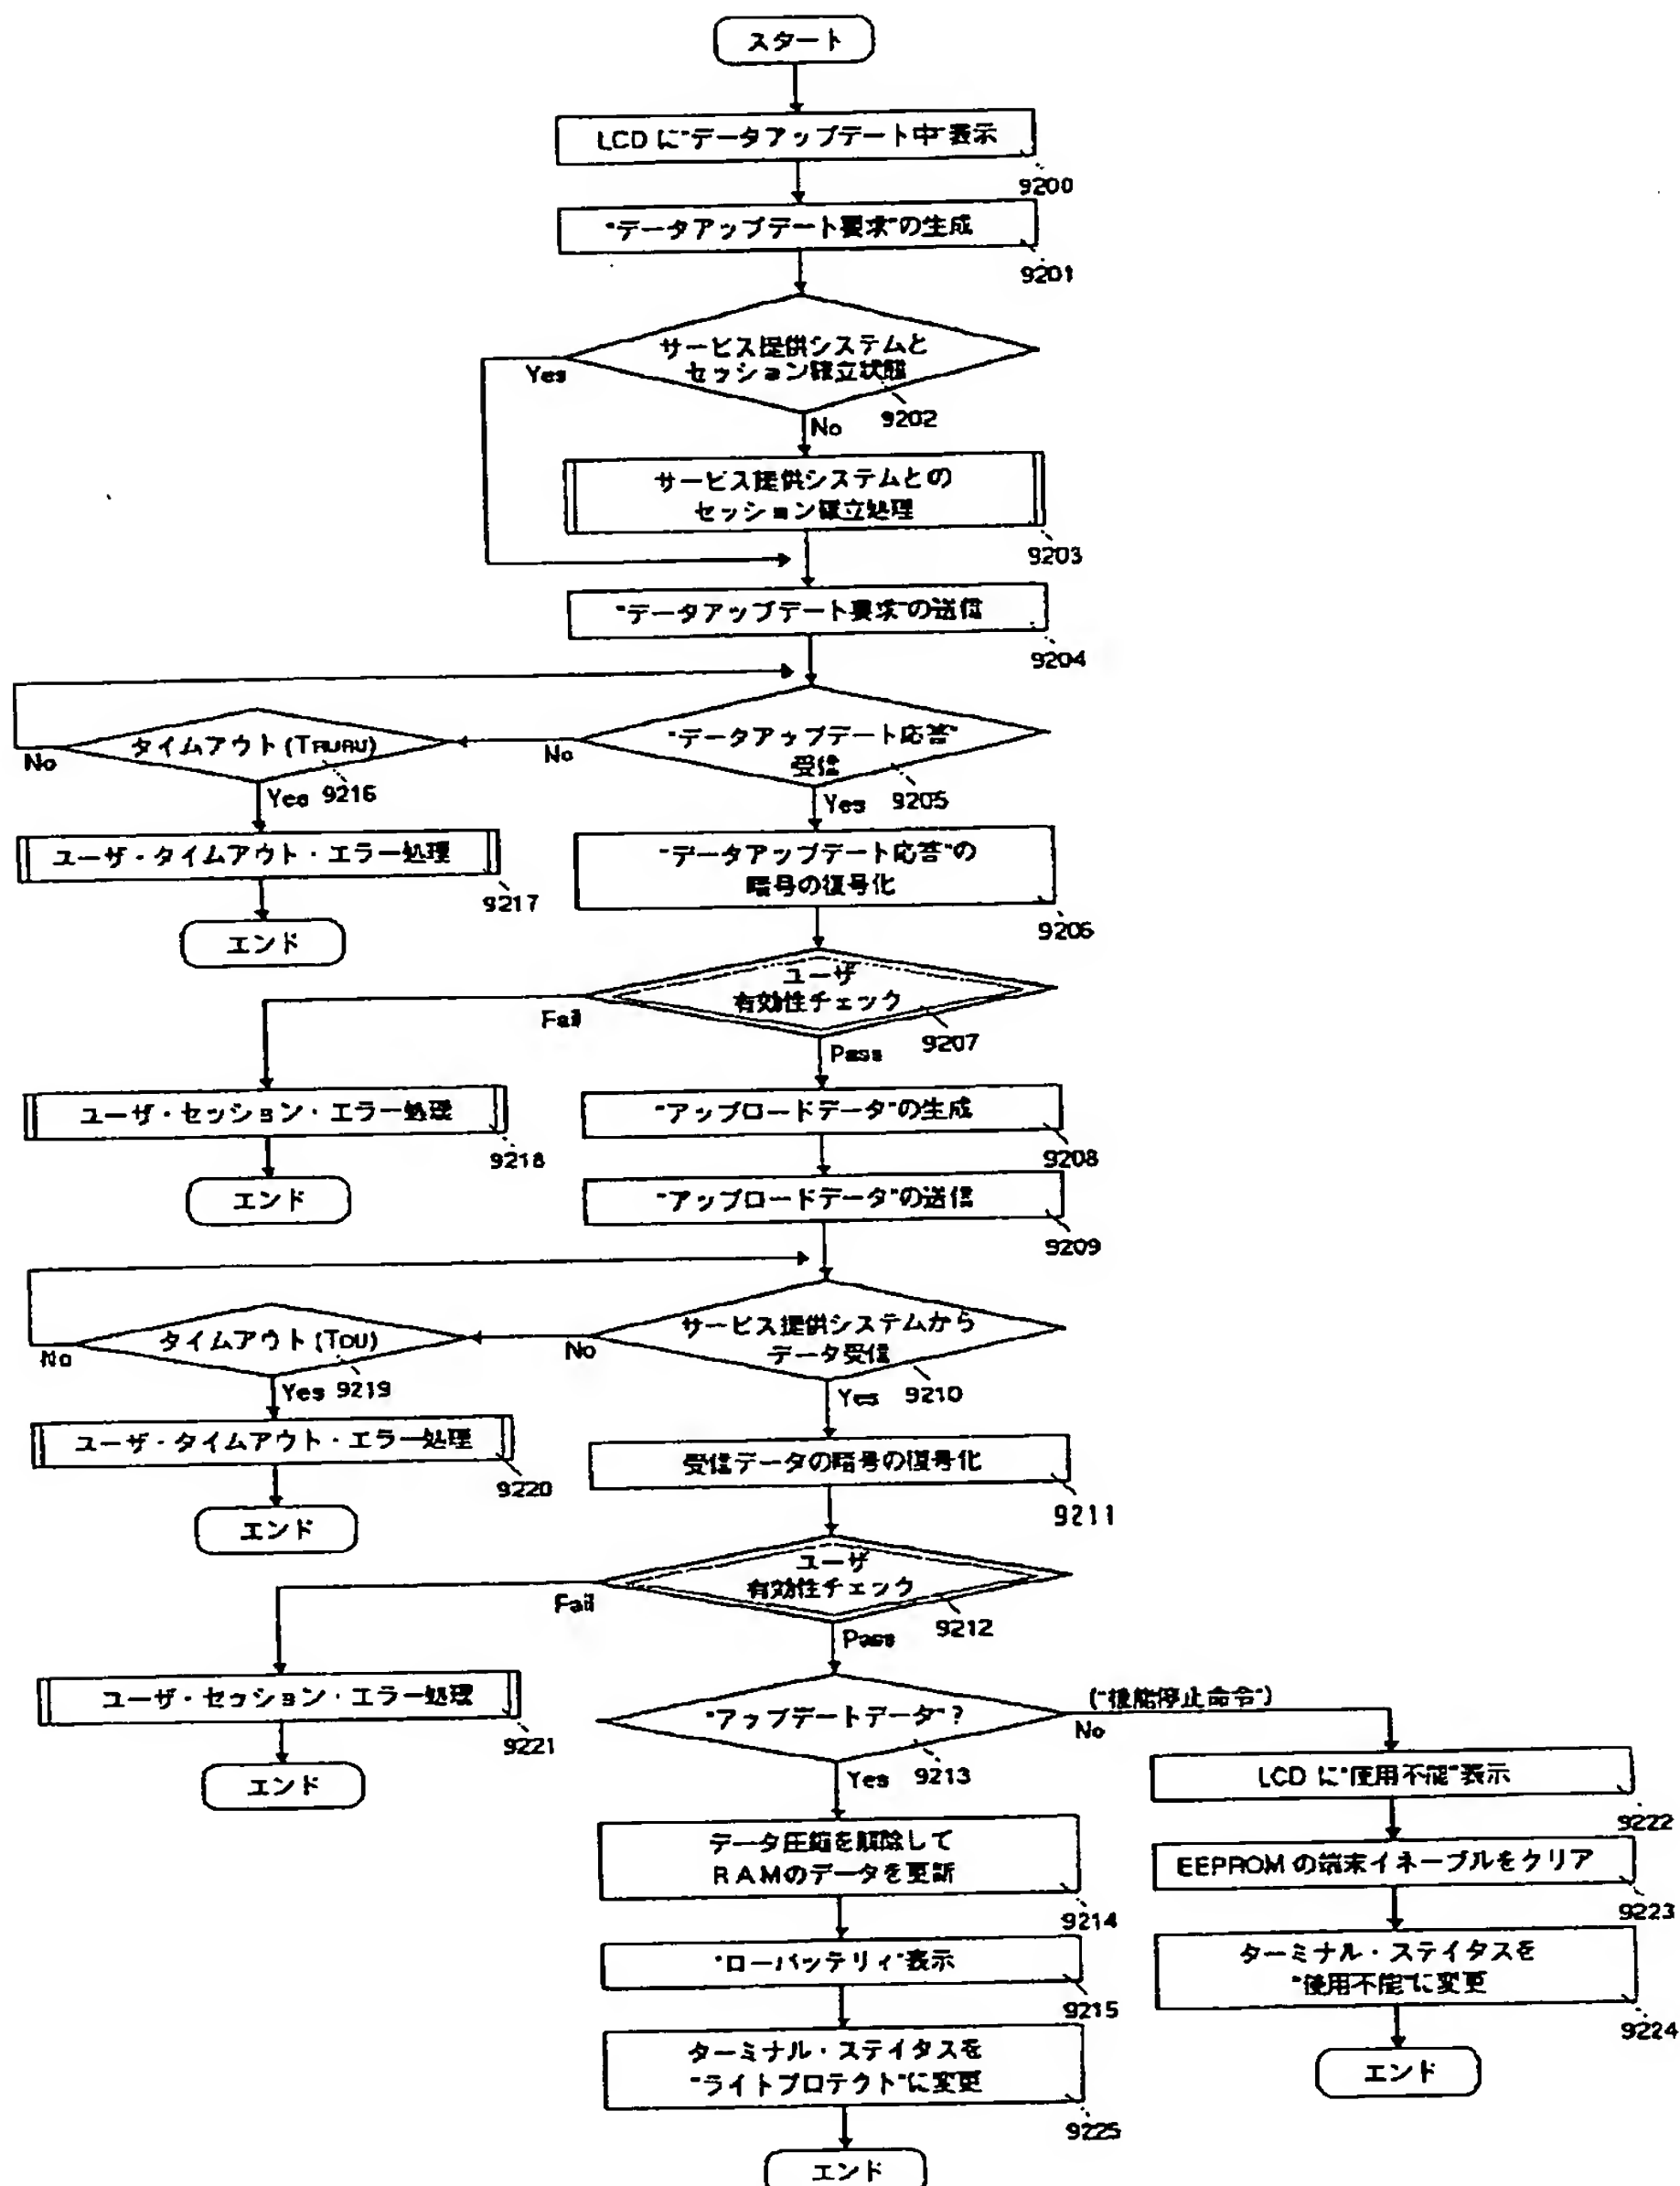 スタート
LCD に"データアップデート中"表示
9200
"データアップデート要求"の生成
9201
サービス提供システムと
セッション確立状態
Yes
9202
No
サービス提供システムとの
セッション確立処理
9203
"データアップデート要求"の送信
9204
タイムアウト
No
9216
Yes
"データアップデート応答"
受信
No
9205
Yes
ユーザ・タイムアウト・エラー処理
9217
エンド
"データアップデート応答"の
暗号の復号化
9206
ユーザ
有効性チェック
Fail
9207
Pass
ユーザ・セッション・エラー処理
9218
エンド
"アップロードデータ"の生成
9208
"アップロードデータ"の送信
9209
タイムアウト (TDU)
No
9219
Yes
サービス提供システムから
データ受信
No
9210
Yes
ユーザ・タイムアウト・エラー処理
9220
エンド
受信データの暗号の復号化
9211
ユーザ
有効性チェック
Fail
9212
Pass
ユーザ・セッション・エラー処理
9221
エンド
"アップデートデータ"?
("機能停止命令")
No
9213
Yes
データ圧縮を解除して
RAMのデータを更新
9214
"ローバッテリィ"表示
9215
ターミナル・ステイタスを
"ライトプロテクト"に変更
9225
エンド
LCD に"使用不能"表示
9222
EEPROM の端末イネーブルをクリア
9223
ターミナル・ステイタスを
"使用不能"に変更
9224
エンド